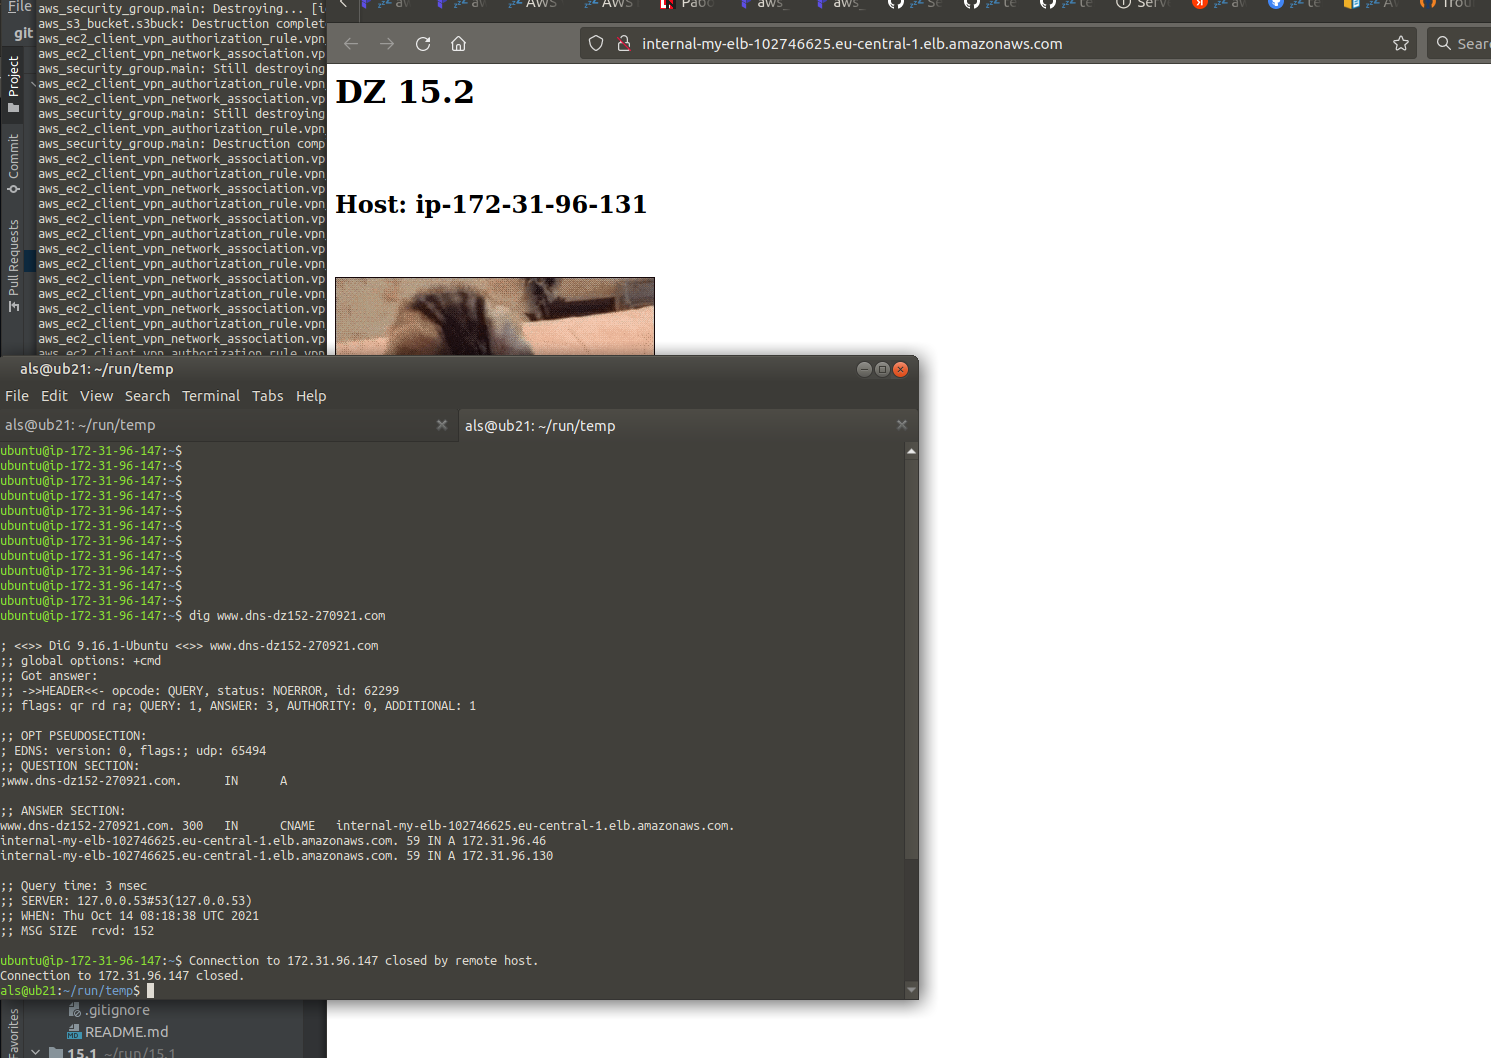 File
git
Project
Commit
Pull Requests
Favorites
aws_security_group.main: Destroying... [i
aws_s3_bucket.s3buck: Destruction complet
aws_ec2_client_vpn_authorization_rule.vpn
aws_ec2_client_vpn_network_association.vp
aws_security_group.main: Still destroying
aws_ec2_client_vpn_authorization_rule.vpn
aws_ec2_client_vpn_network_association.vp
aws_security_group.main: Still destroying
aws_ec2_client_vpn_authorization_rule.vpn
aws_security_group.main: Destruction comp
aws_ec2_client_vpn_network_association.vp
aws_ec2_client_vpn_authorization_rule.vpn
aws_ec2_client_vpn_network_association.vp
aws_ec2_client_vpn_authorization_rule.vpn
aws_ec2_client_vpn_network_association.vp
aws_ec2_client_vpn_authorization_rule.vpn
aws_ec2_client_vpn_network_association.vp
aws_ec2_client_vpn_authorization_rule.vpn
aws_ec2_client_vpn_network_association.vp
aws_ec2_client_vpn_authorization_rule.vpn
aws_ec2_client_vpn_network_association.vp
aws_ec2_client_vpn_authorization_rule.vpn
aws_ec2_client_vpn_network_association.vp
aws_ec2_client_vpn_authorization_rule.vpn
internal-my-elb-102746625.eu-central-1.elb.amazonaws.com
Sear
DZ 15.2
Host: ip-172-31-96-131
als@ub21: ~/run/temp
File Edit View Search Terminal Tabs Help
als@ub21: ~/run/temp
als@ub21: ~/run/temp
ubuntu@ip-172-31-96-147:~$
ubuntu@ip-172-31-96-147:~$
ubuntu@ip-172-31-96-147:~$
ubuntu@ip-172-31-96-147:~$
ubuntu@ip-172-31-96-147:~$
ubuntu@ip-172-31-96-147:~$
ubuntu@ip-172-31-96-147:~$
ubuntu@ip-172-31-96-147:~$
ubuntu@ip-172-31-96-147:~$
ubuntu@ip-172-31-96-147:~$
ubuntu@ip-172-31-96-147:~$
ubuntu@ip-172-31-96-147:~$ dig www.dns-dz152-270921.com
; <<>> DiG 9.16.1-Ubuntu <<>> www.dns-dz152-270921.com
;; global options: +cmd
;; Got answer:
;; ->>HEADER<<- opcode: QUERY, status: NOERROR, id: 62299
;; flags: qr rd ra; QUERY: 1, ANSWER: 3, AUTHORITY: 0, ADDITIONAL: 1
;; OPT PSEUDOSECTION:
; EDNS: version: 0, flags:; udp: 65494
;; QUESTION SECTION:
;www.dns-dz152-270921.com. IN A
;; ANSWER SECTION:
www.dns-dz152-270921.com. 300 IN CNAME internal-my-elb-102746625.eu-central-1.elb.amazonaws.com.
internal-my-elb-102746625.eu-central-1.elb.amazonaws.com. 59 IN A 172.31.96.46
internal-my-elb-102746625.eu-central-1.elb.amazonaws.com. 59 IN A 172.31.96.130
;; Query time: 3 msec
;; SERVER: 127.0.0.53#53(127.0.0.53)
;; WHEN: Thu Oct 14 08:18:38 UTC 2021
;; MSG SIZE rcvd: 152
ubuntu@ip-172-31-96-147:~$ Connection to 172.31.96.147 closed by remote host.
Connection to 172.31.96.147 closed.
als@ub21:~/run/temp$
.gitignore
README.md
15.1 ~/run/15.1